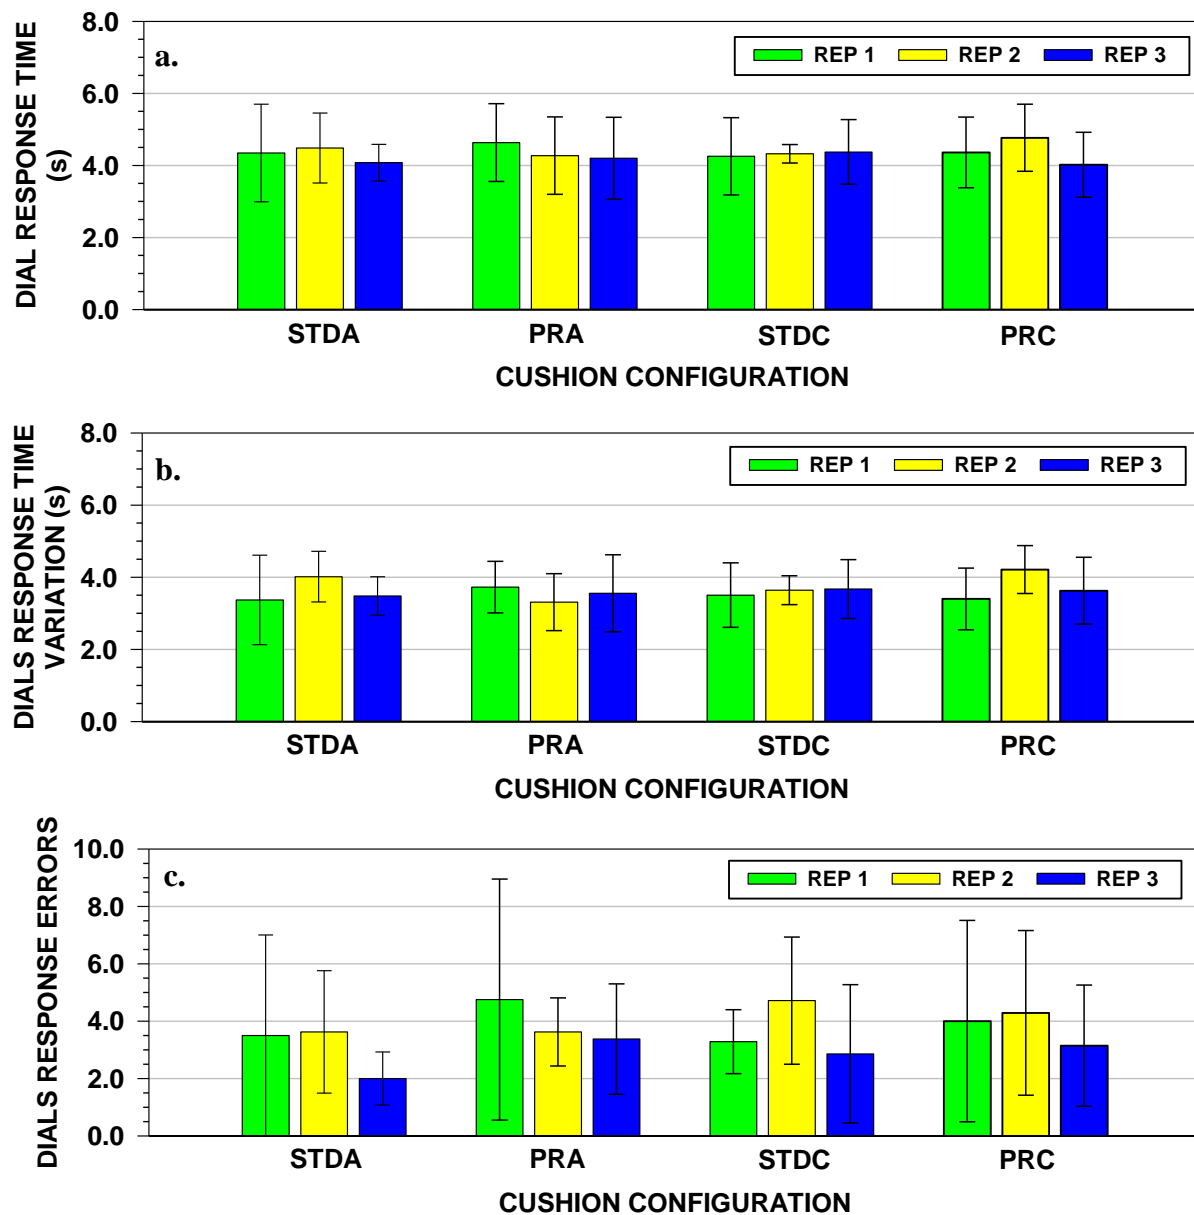 a.
REP 1 REP 2 REP 3
DIAL RESPONSE TIME
(s)
8.0
6.0
4.0
2.0
0.0
STDA PRA STDC PRC
CUSHION CONFIGURATION
b.
REP 1 REP 2 REP 3
DIALS RESPONSE TIME
VARIATION (s)
8.0
6.0
4.0
2.0
0.0
STDA PRA STDC PRC
CUSHION CONFIGURATION
c.
REP 1 REP 2 REP 3
DIALS RESPONSE ERRORS
10.0
8.0
6.0
4.0
2.0
0.0
STDA PRA STDC PRC
CUSHION CONFIGURATION